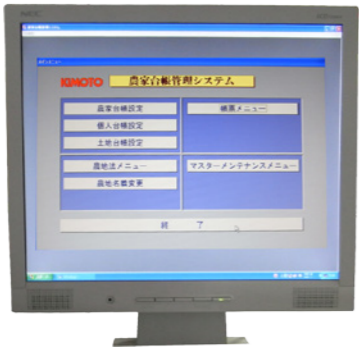 KIMOTO 農家台帳管理システム
農家台帳設定
帳票メニュー
個人台帳設定
土地台帳設定
農地法メニュー
マスターメンテナンスメニュー
農地名義変更
終 了